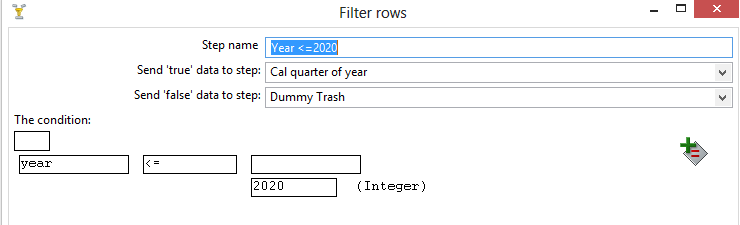 Filter rows
Step name Year <=2020
Send 'true' data to step: Cal quarter of year
Send 'false' data to step: Dummy Trash
The condition:
year <=
2020 (Integer)